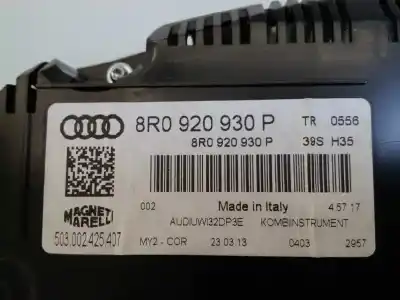 8R0 920 930 P TR 0556
8R0 920 930 P 39S H35
002 Made in Italy 4.57 17
MAGNETI MARELLI AUDIUWI32DP3E KOMBIINSTRUMENT
503.002.425.407 MY2 - COR 23 03 13 0403 2957